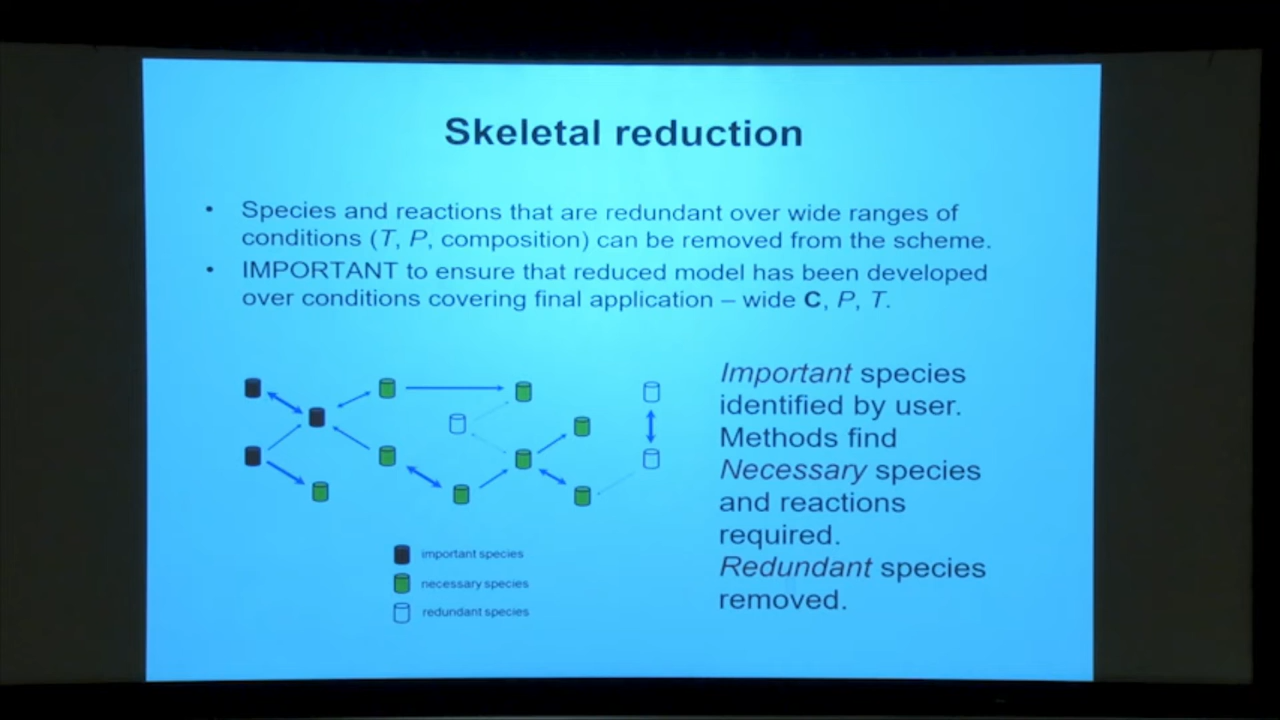 Skeletal reduction
• Species and reactions that are redundant over wide ranges of
conditions (T, P, composition) can be removed from the scheme.
• IMPORTANT to ensure that reduced model has been developed
over conditions covering final application – wide C, P, T.
Important species
identified by user.
Methods find
Necessary species
and reactions
required.
Redundant species
removed.
important species
necessary species
redundant species